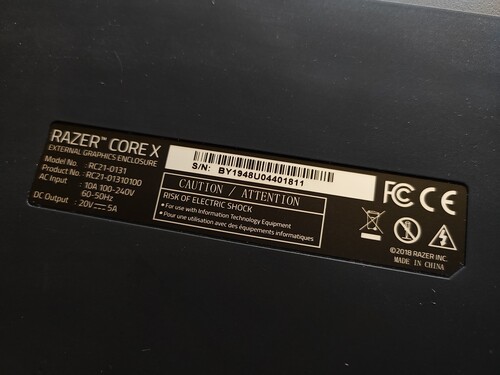 RAZER™ CORE X
EXTERNAL GRAPHICS ENCLOSURE
Model No. : RC21-0131
Product No.: RC21-01310100
AC Input : 10A 100-240V
60-50Hz
DC Output : 20V⎓5A
S/N: BY1948U04401811
CAUTION / ATTENTION
RISK OF ELECTRIC SHOCK
• For use with Information Technology Equipment
• Pour une utilisation avec des équipements informatiques
FC CE
©2018 RAZER INC.
MADE IN CHINA